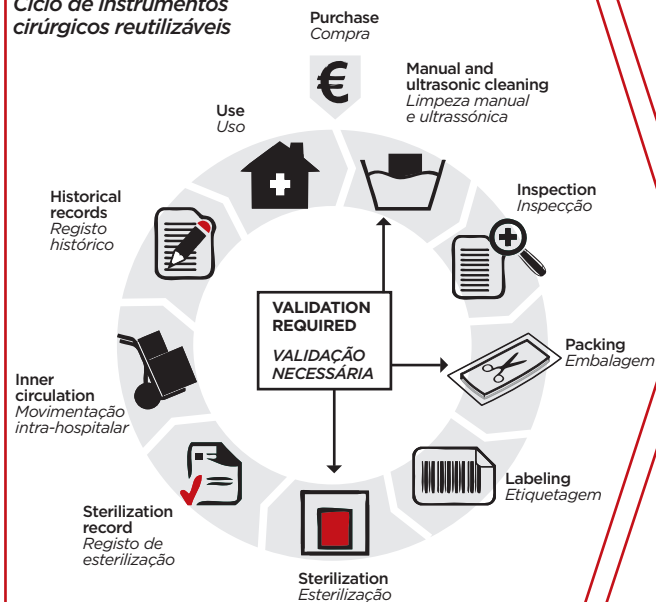 Ciclo de instrumentos
cirúrgicos reutilizáveis
Purchase
Compra
€
Manual and
ultrasonic cleaning
Limpeza manual
e ultrassónica
Use
Uso
Inspection
Inspecção
Historical
records
Registo
histórico
VALIDATION
REQUIRED
VALIDAÇÃO
NECESSÁRIA
Packing
Embalagem
Inner
circulation
Movimentação
intra-hospitalar
Labeling
Etiquetagem
Sterilization
record
Registo de
esterilização
Sterilization
Esterilização